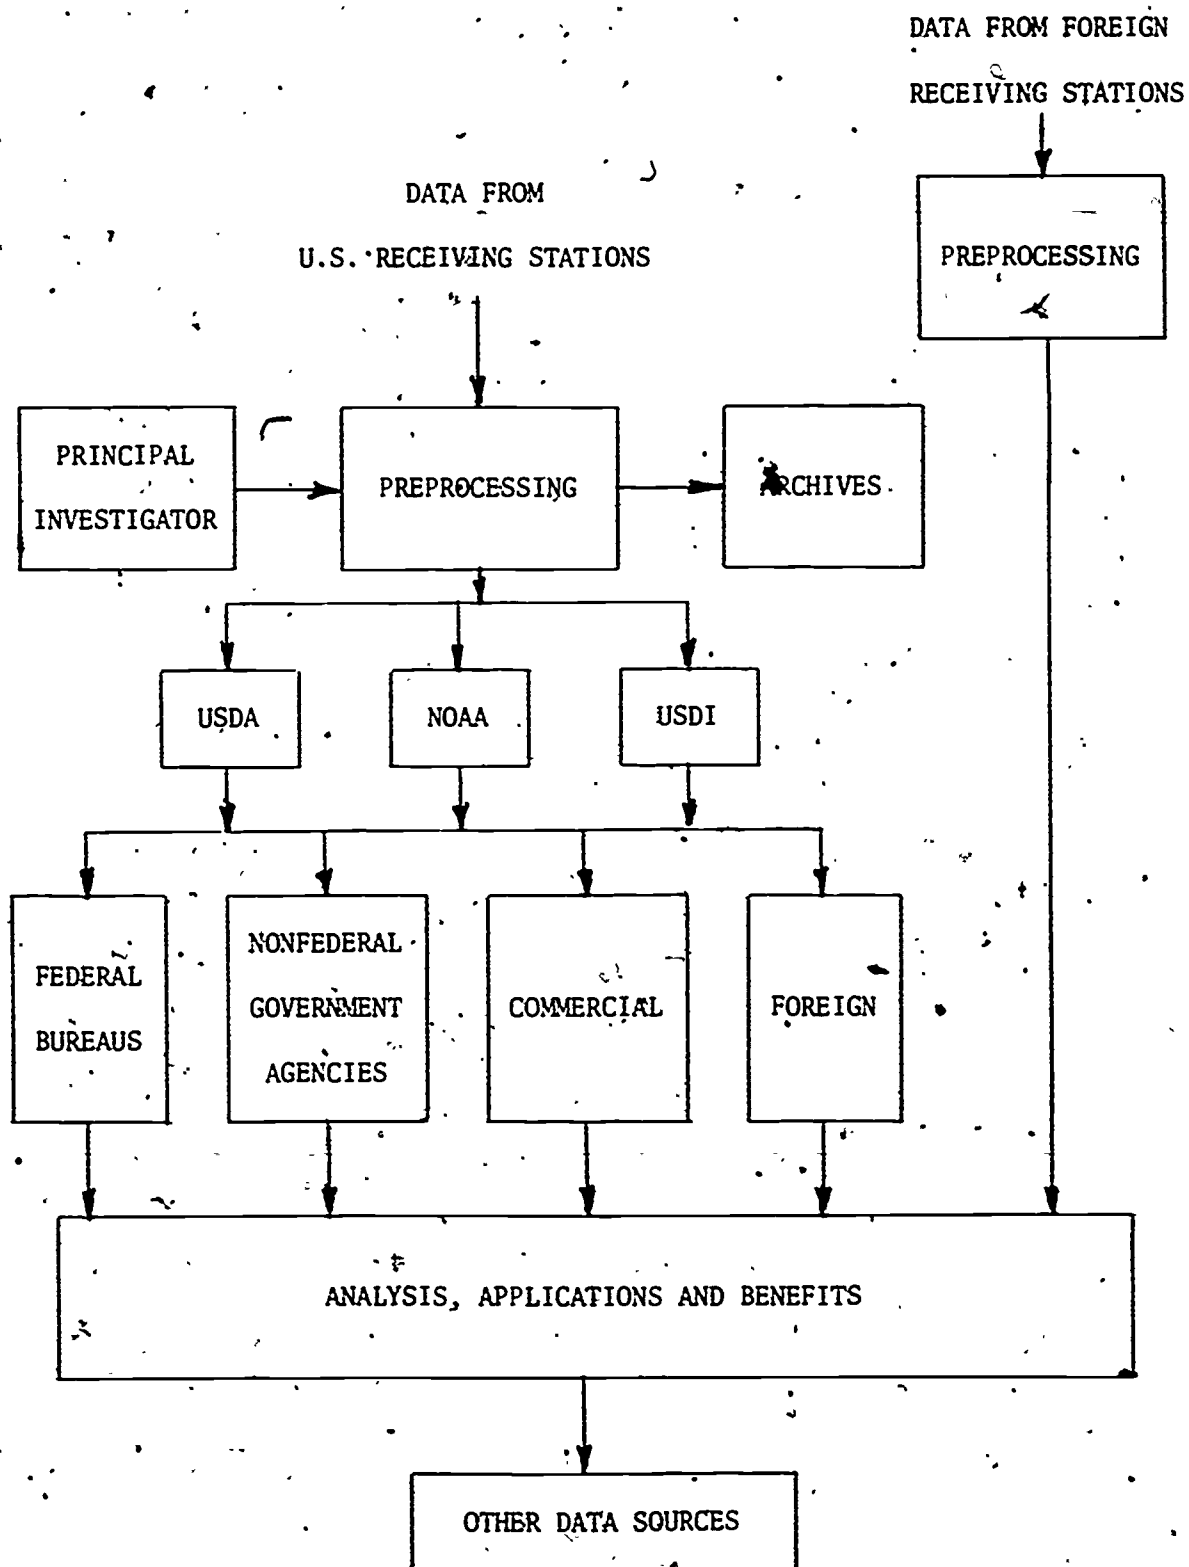 DATA FROM FOREIGN
RECEIVING STATIONS
PREPROCESSING
DATA FROM
U.S. RECEIVING STATIONS
PRINCIPAL
INVESTIGATOR
PREPROCESSING
ARCHIVES
USDA
NOAA
USDI
FEDERAL
BUREAUS
NONFEDERAL
GOVERNMENT
AGENCIES
COMMERCIAL
FOREIGN
ANALYSIS, APPLICATIONS AND BENEFITS
OTHER DATA SOURCES